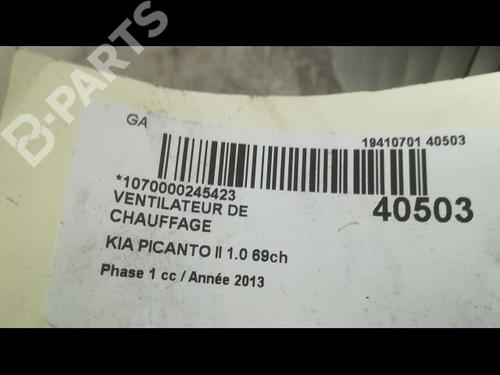 B-PARTS
GA
19410701 40503
*1070000245423
40503
VENTILATEUR DE
CHAUFFAGE
KIA PICANTO II 1.0 69ch
Phase 1 cc / Année 2013